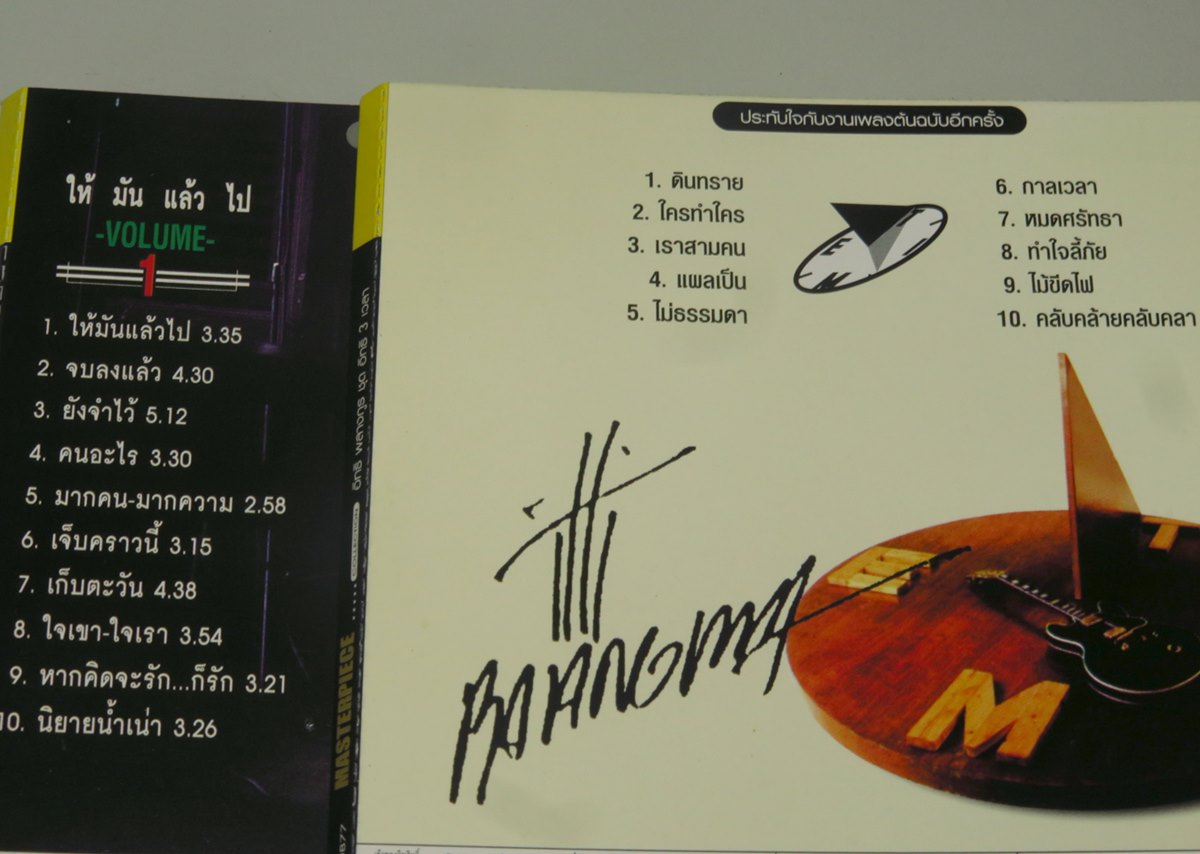 ให้ มัน แล้ว ไป
-VOLUME-
1
1. ให้มันแล้วไป 3.35
2. จบลงแล้ว 4.30
3. ยังจำไว้ 5.12
4. คนอะไร 3.30
5. มากคน-มากความ 2.58
6. เจ็บคราวนี้ 3.15
7. เก็บตะวัน 4.38
8. ใจเขา-ใจเรา 3.54
9. หากคิดจะรัก...ก็รัก 3.21
10. นิยายน้ำเน่า 3.26
MASTERPIECE COLLECTION อิทธิ พลางกูร ชุด อิทธิ 3 เวลา
877
ประทับใจกับงานเพลงต้นฉบับอีกครั้ง
1. ดินทราย
2. ใครทำใคร
3. เราสามคน
4. แผลเป็น
5. ไม่ธรรมดา
6. กาลเวลา
7. หมดศรัทธา
8. ทำใจลี้ภัย
9. ไม้ขีดไฟ
10. คลับคล้ายคลับคลา
T I M E
itti
E T
M